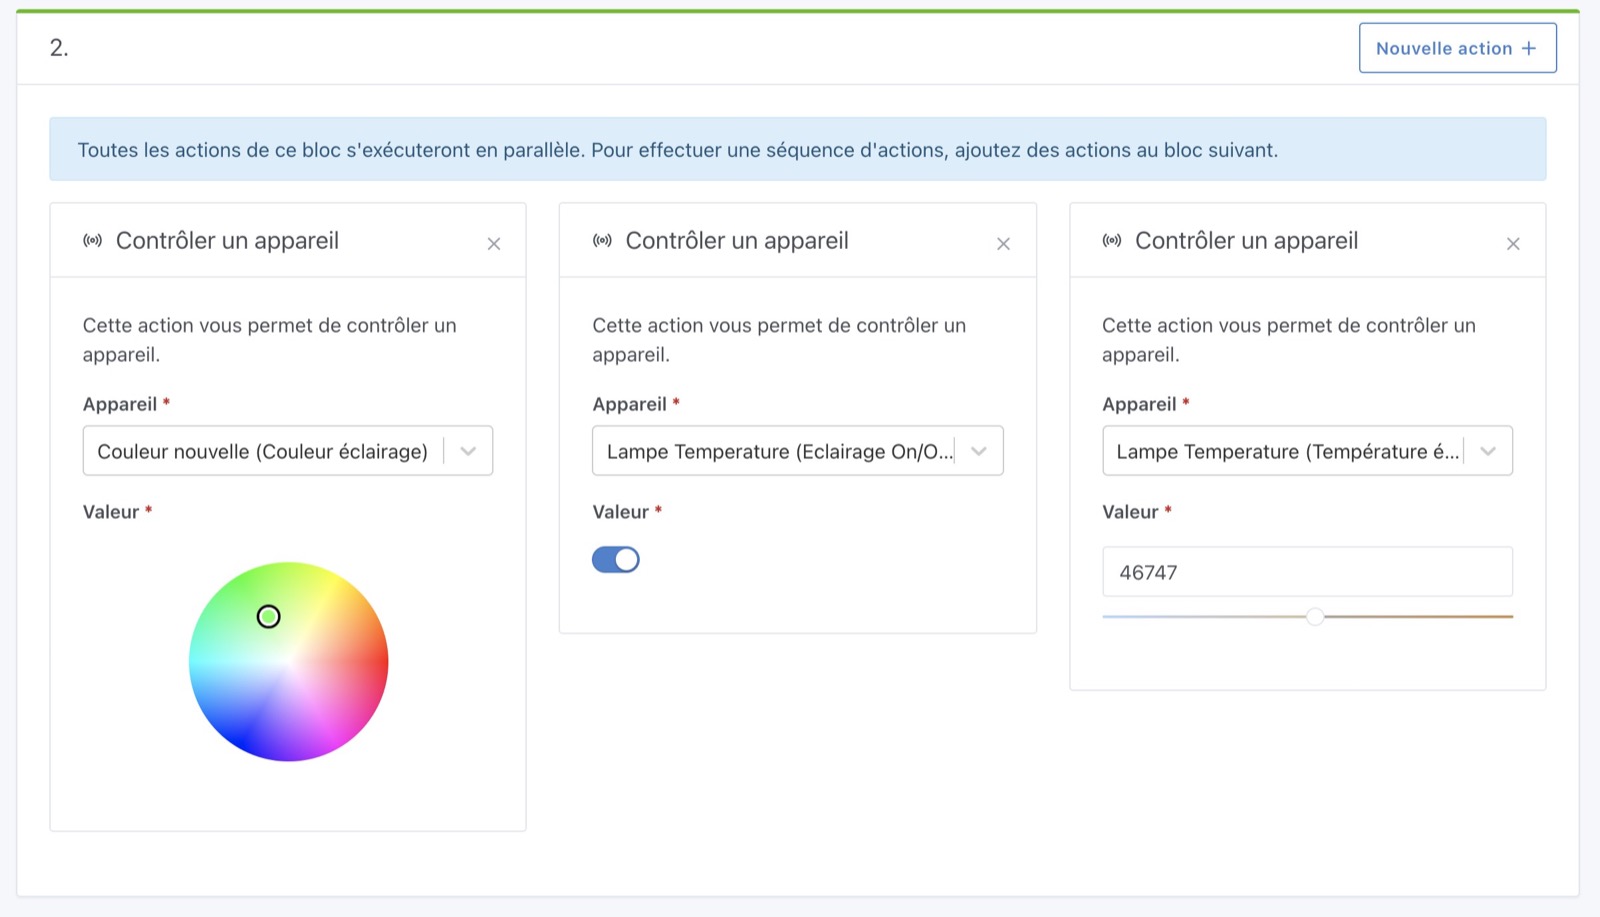 2.
Nouvelle action +
Toutes les actions de ce bloc s'exécuteront en parallèle. Pour effectuer une séquence d'actions, ajoutez des actions au bloc suivant.
Contrôler un appareil
Cette action vous permet de contrôler un
appareil.
Appareil *
Couleur nouvelle (Couleur éclairage)
Valeur *
Contrôler un appareil
Cette action vous permet de contrôler un
appareil.
Appareil *
Lampe Temperature (Eclairage On/O...
Valeur *
Contrôler un appareil
Cette action vous permet de contrôler un
appareil.
Appareil *
Lampe Temperature (Température é...
Valeur *
46747